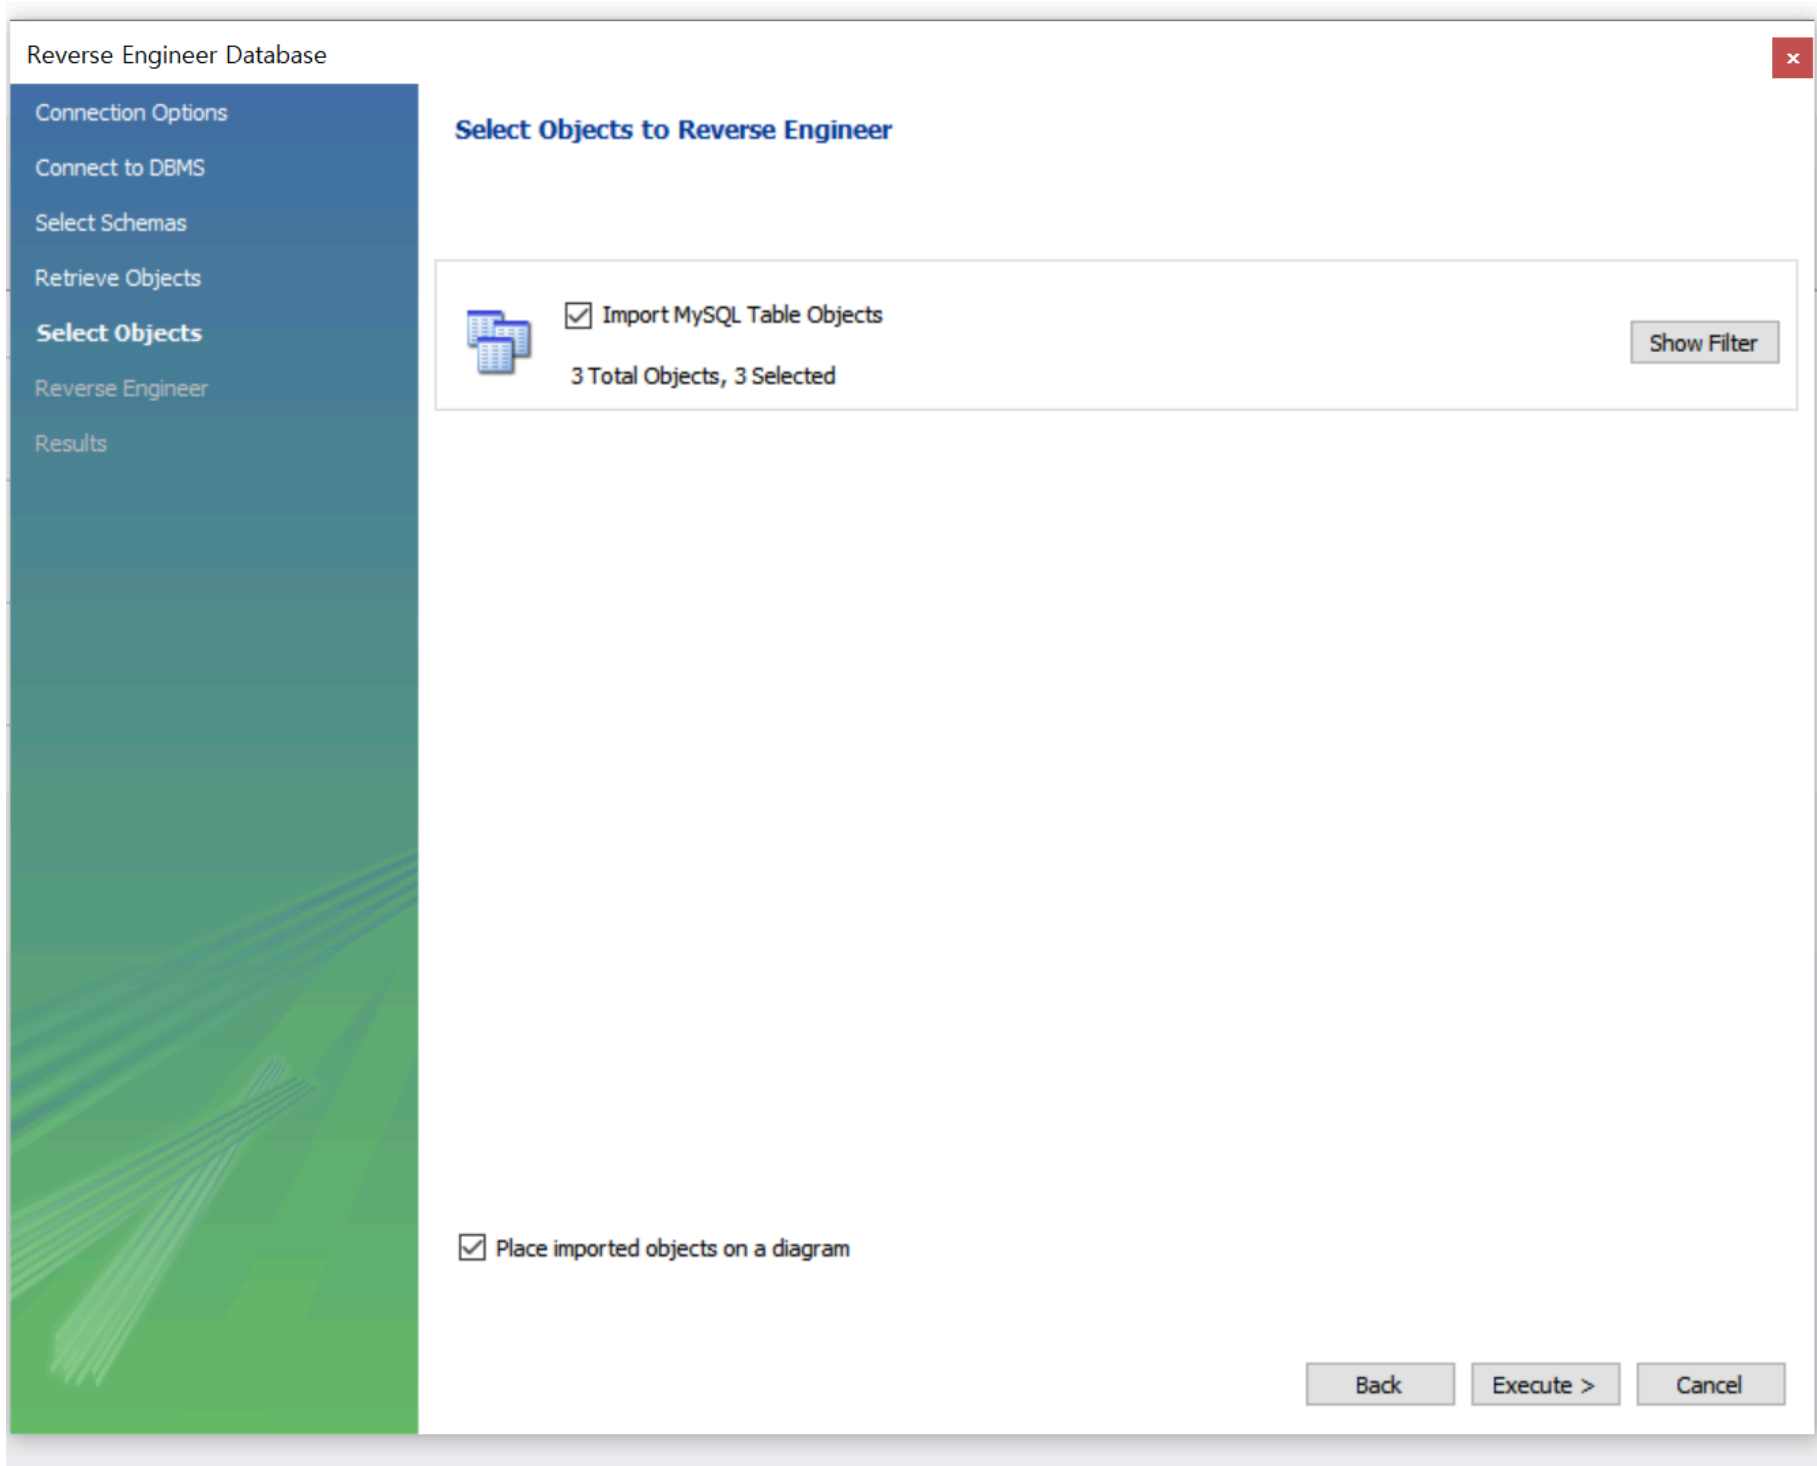 Reverse Engineer Database
x
Connection Options
Connect to DBMS
Select Schemas
Retrieve Objects
Select Objects
Reverse Engineer
Results
Select Objects to Reverse Engineer
Import MySQL Table Objects
3 Total Objects, 3 Selected
Show Filter
Place imported objects on a diagram
Back
Execute >
Cancel